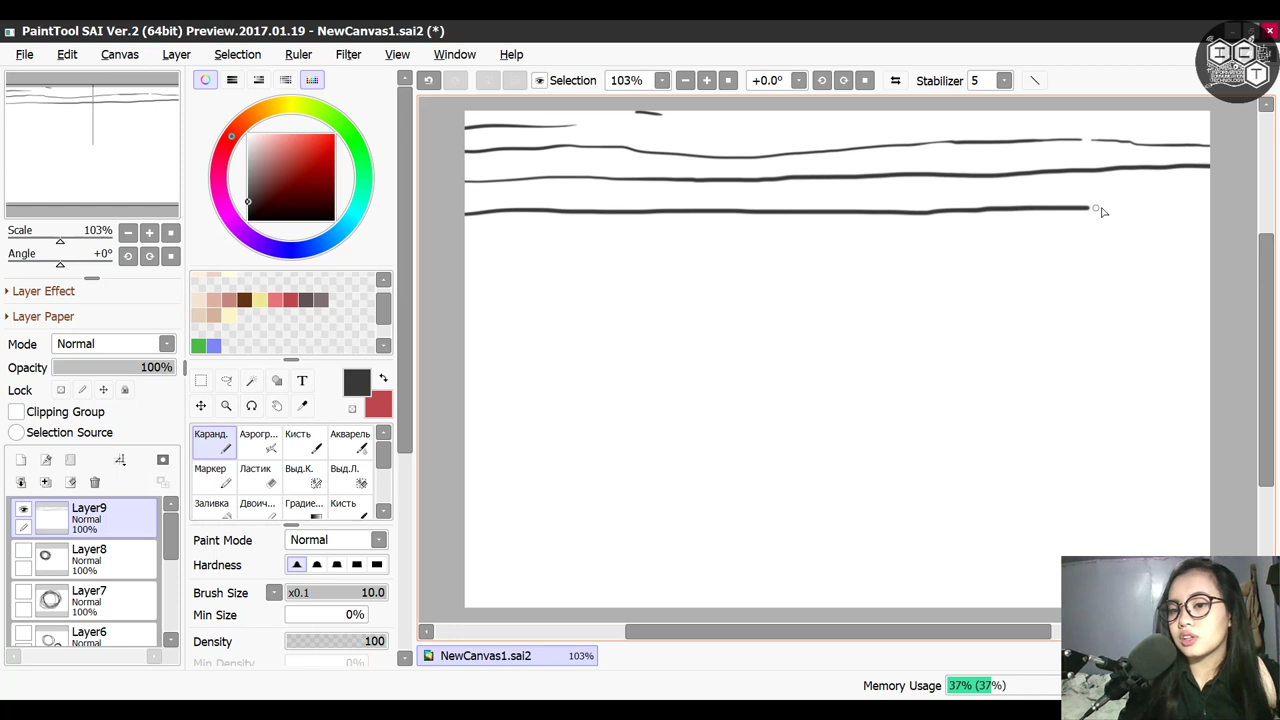 PaintTool SAI Ver.2 (64bit) Preview.2017.01.19 - NewCanvas1.sai2 (*)
File Edit Canvas Layer Selection Ruler Filter View Window Help
Selection 103% +0.0° Stabilizer 5
Scale 103%
Angle +0°
Layer Effect
Layer Paper
Mode Normal
Opacity 100%
Lock
Clipping Group
Selection Source
Layer9
Normal
100%
Layer8
Normal
100%
Layer7
Normal
100%
Layer6
Normal
T
Каранд. Аэрогр... Кисть Акварель
Маркер Ластик Выд.К. Выд.Л.
Заливка Двоич... Градие... Кисть
Paint Mode Normal
Hardness
Brush Size x0.1 10.0
Min Size 0%
Density 100
Min Density 0%
NewCanvas1.sai2 103%
Memory Usage 37% (37%)
ICT